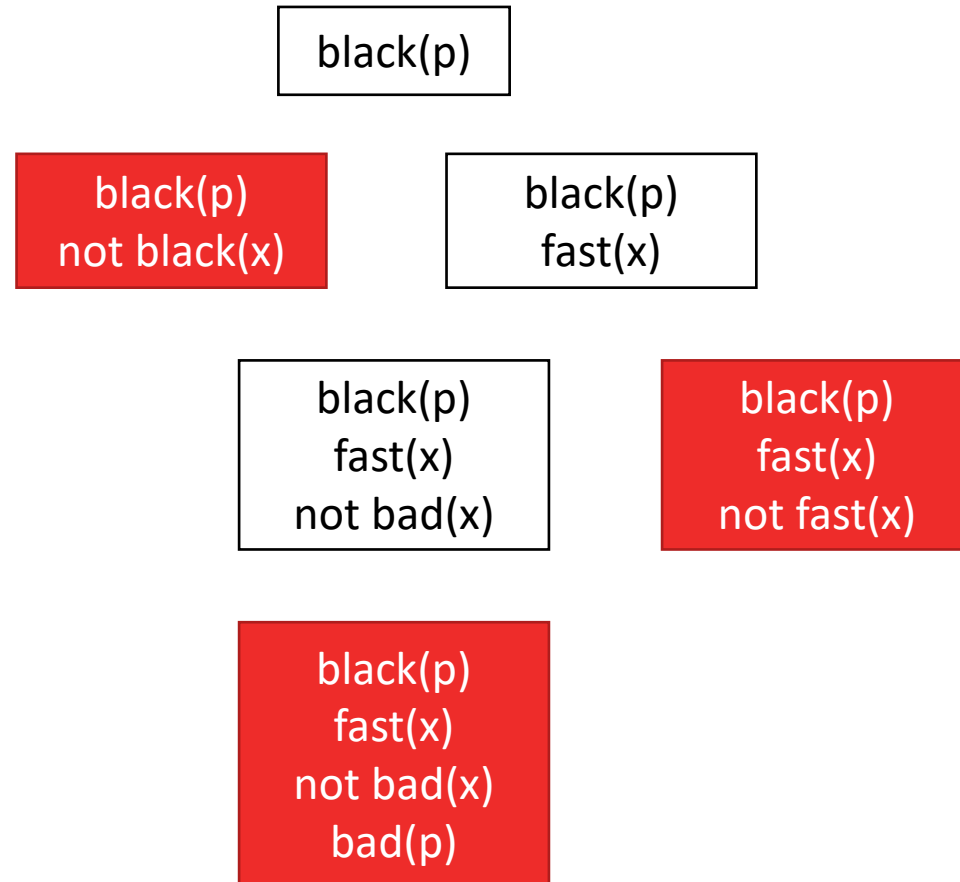 black(p)
black(p)
not black(x)
black(p)
fast(x)
black(p)
fast(x)
not bad(x)
black(p)
fast(x)
not fast(x)
black(p)
fast(x)
not bad(x)
bad(p)